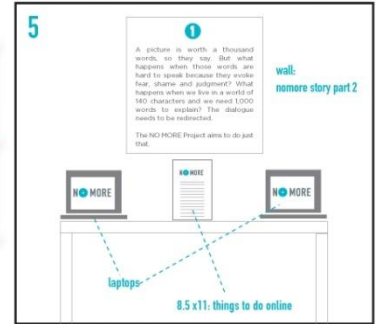 5
1
A picture is worth a thousand
words, so they say. But what
happens when those words are
hard to speak because they evoke
fear, shame and judgment? What
happens when we live in a world of
140 characters and we need 1,000
words to explain? The dialogue
needs to be redirected.
The NO MORE Project aims to do just
that.
wall:
nomore story part 2
NO MORE
NO MORE
NO MORE
laptops
8.5 x11: things to do online